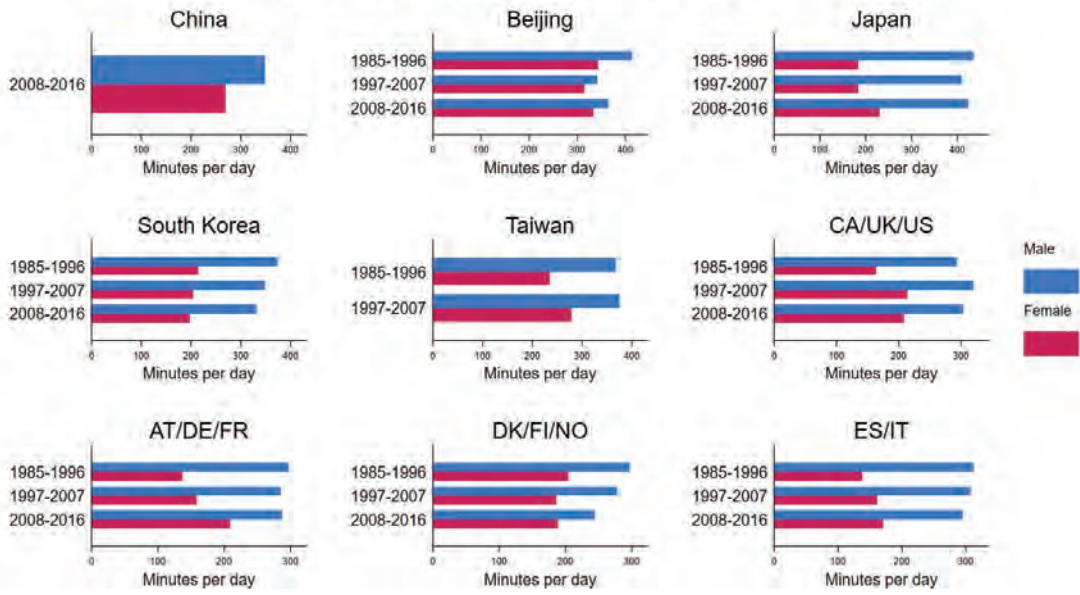 China
2008-2016
0 100 200 300 400
Minutes per day
Beijing
1985-1996
1997-2007
2008-2016
0 100 200 300 400
Minutes per day
Japan
1985-1996
1997-2007
2008-2016
0 100 200 300 400
Minutes per day
South Korea
1985-1996
1997-2007
2008-2016
0 100 200 300 400
Minutes per day
Taiwan
1985-1996
1997-2007
0 100 200 300 400
Minutes per day
CA/UK/US
1985-1996
1997-2007
2008-2016
0 100 200 300
Minutes per day
Male
Female
AT/DE/FR
1985-1996
1997-2007
2008-2016
0 100 200 300
Minutes per day
DK/FI/NO
1985-1996
1997-2007
2008-2016
0 100 200 300
Minutes per day
ES/IT
1985-1996
1997-2007
2008-2016
0 100 200 300
Minutes per day